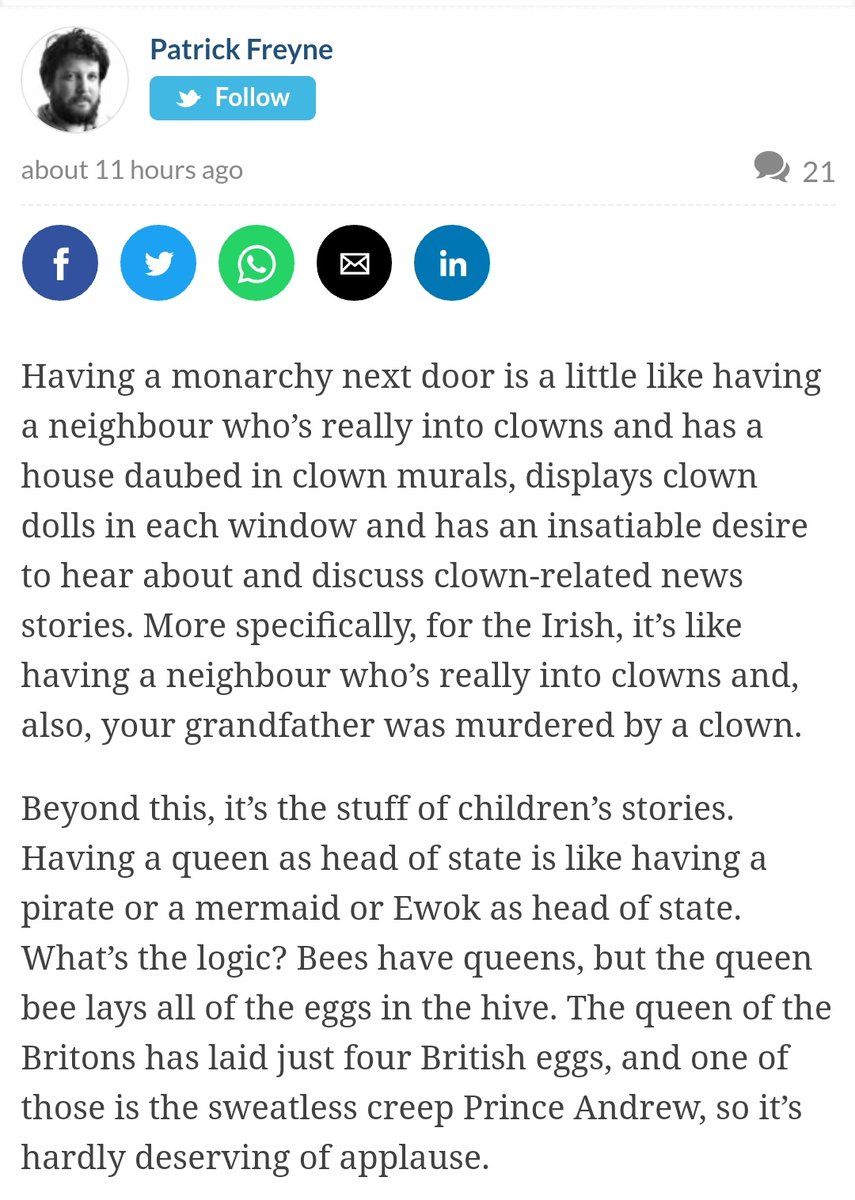 Patrick Freyne
Follow
about 11 hours ago
21
f
in
Having a monarchy next door is a little like having
a neighbour who’s really into clowns and has a
house daubed in clown murals, displays clown
dolls in each window and has an insatiable desire
to hear about and discuss clown-related news
stories. More specifically, for the Irish, it’s like
having a neighbour who’s really into clowns and,
also, your grandfather was murdered by a clown.
Beyond this, it’s the stuff of children’s stories.
Having a queen as head of state is like having a
pirate or a mermaid or Ewok as head of state.
What’s the logic? Bees have queens, but the queen
bee lays all of the eggs in the hive. The queen of the
Britons has laid just four British eggs, and one of
those is the sweatless creep Prince Andrew, so it’s
hardly deserving of applause.